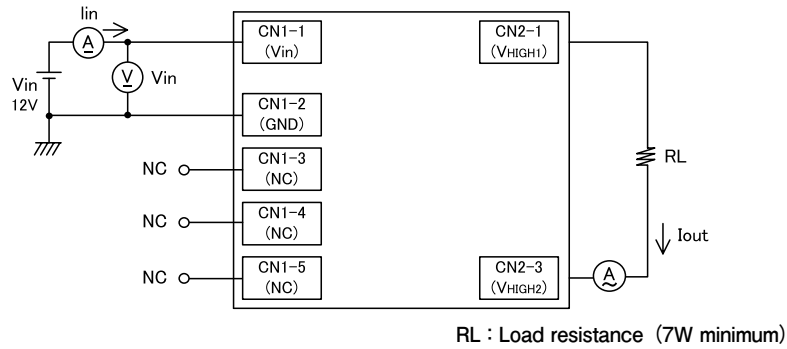 Iin
A
V
Vin
Vin
12V
CN1-1
(Vin)
CN1-2
(GND)
NC
CN1-3
(NC)
NC
CN1-4
(NC)
NC
CN1-5
(NC)
CN2-1
(VHIGH1)
RL
Iout
CN2-3
(VHIGH2)
A
RL : Load resistance (7W minimum)